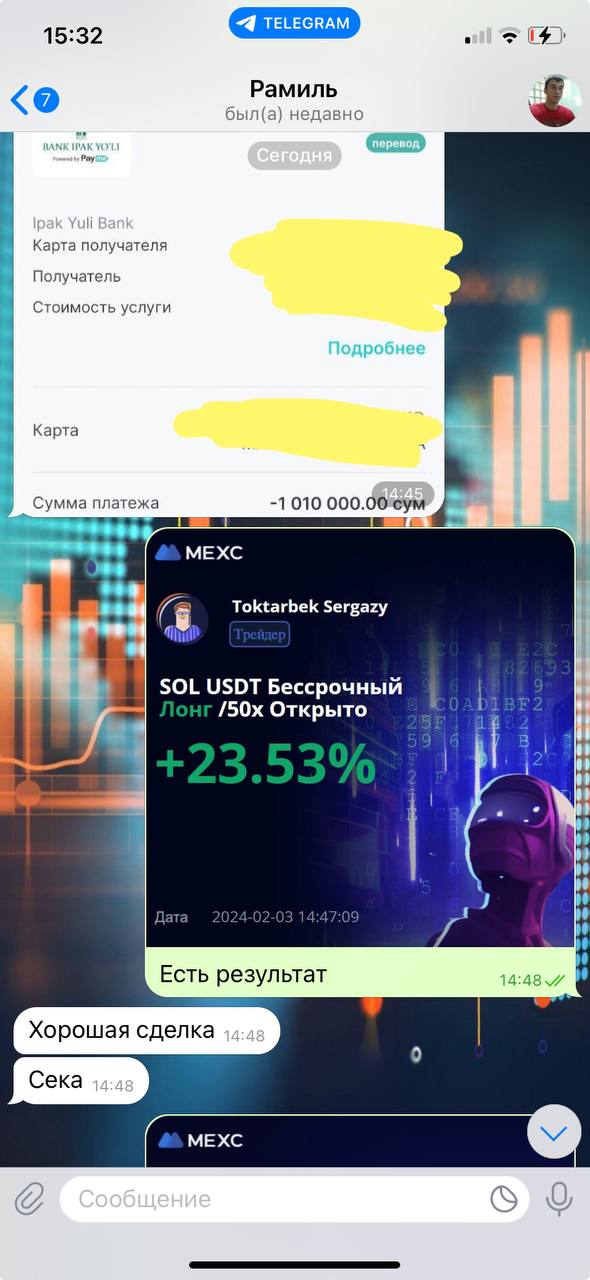 15:32
TELEGRAM
7
Рамиль
был(а) недавно
BANK IPAK YO'LI
Powered by Payme
Сегодня
перевод
Ipak Yuli Bank
Карта получателя
Получатель
Стоимость услуги
Подробнее
Карта
Сумма платежа
-1 010 000.00 сум
14:45
MEXC
Toktarbek Sergazy
Трейдер
SOL USDT Бессрочный
Лонг /50x Открыто
+23.53%
Дата 2024-02-03 14:47:09
Есть результат
14:48
Хорошая сделка 14:48
Сека 14:48
MEXC
Сообщение